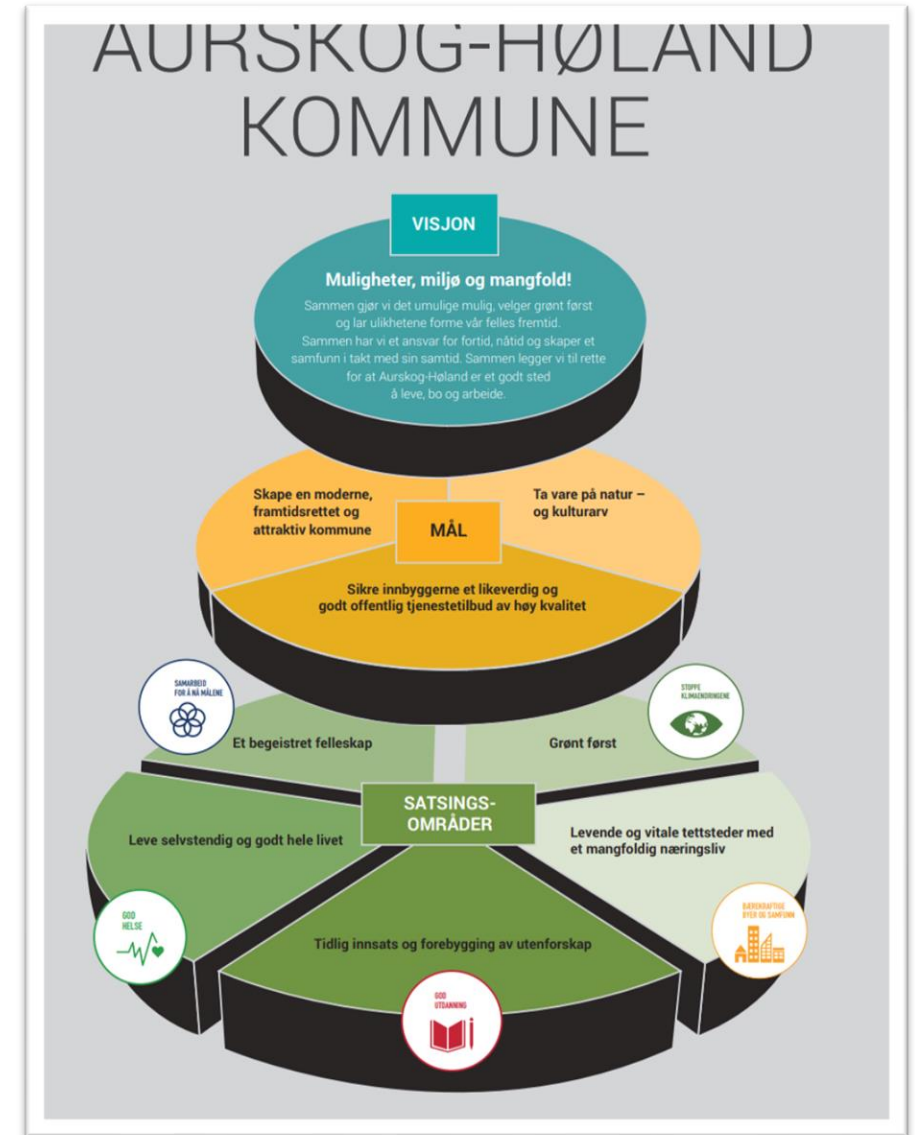 AURSKOG-HØLAND
KOMMUNE
VISJON
Muligheter, miljø og mangfold!
Sammen gjør vi det umulige mulig, velger grønt først
og lar ulikhetene forme vår felles fremtid.
Sammen har vi et ansvar for fortid, nåtid og skaper et
samfunn i takt med sin samtid. Sammen legger vi til rette
for at Aurskog-Høland er et godt sted
å leve, bo og arbeide.
Skape en moderne,
framtidsrettet og
attraktiv kommune
Ta vare på natur –
og kulturarv
MÅL
Sikre innbyggerne et likeverdig og
godt offentlig tjenestetilbud av høy kvalitet
SAMARBEID
FOR Å NÅ MÅLENE
STOPPE
KLIMAENDRINGENE
Et begeistret felleskap
Grønt først
SATSINGS-
OMRÅDER
Leve selvstendig og godt hele livet
Levende og vitale tettsteder med
et mangfoldig næringsliv
GOD
HELSE
BÆREKRAFTIGE
BYER OG SAMFUNN
Tidlig innsats og forebygging av utenforskap
GOD
UTDANNING